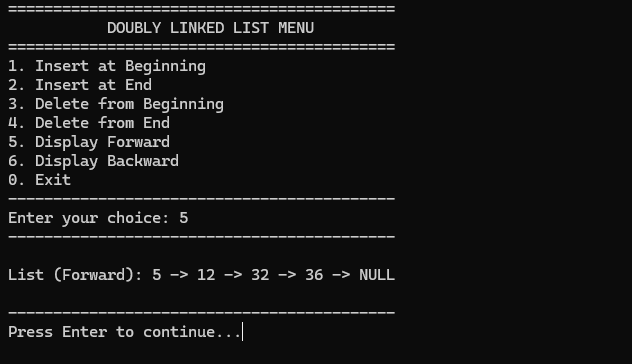 ===========================================
           DOUBLY LINKED LIST MENU
===========================================
1. Insert at Beginning
2. Insert at End
3. Delete from Beginning
4. Delete from End
5. Display Forward
6. Display Backward
0. Exit
-------------------------------------------
Enter your choice: 5
-------------------------------------------
List (Forward): 5 -> 12 -> 32 -> 36 -> NULL
-------------------------------------------
Press Enter to continue...